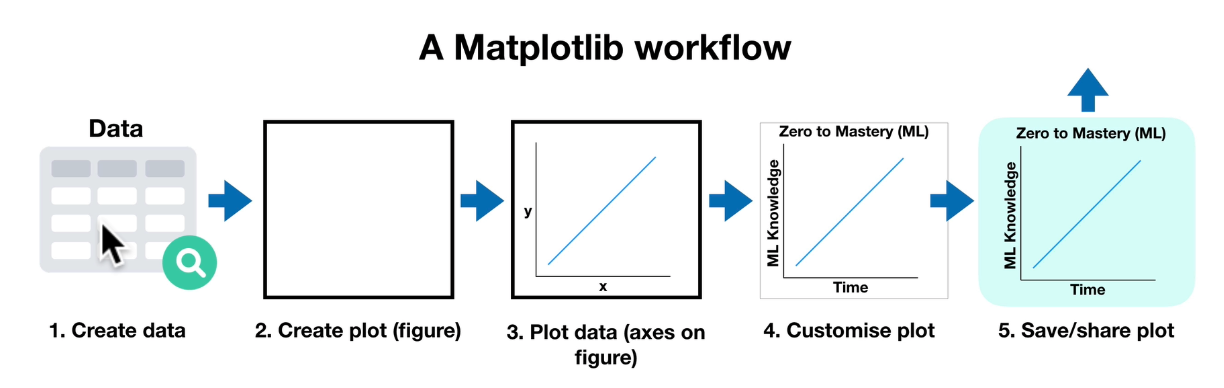 A Matplotlib workflow
Data
1. Create data
2. Create plot (figure)
y
x
3. Plot data (axes on
figure)
Zero to Mastery (ML)
ML Knowledge
Time
4. Customise plot
Zero to Mastery (ML)
ML Knowledge
Time
5. Save/share plot